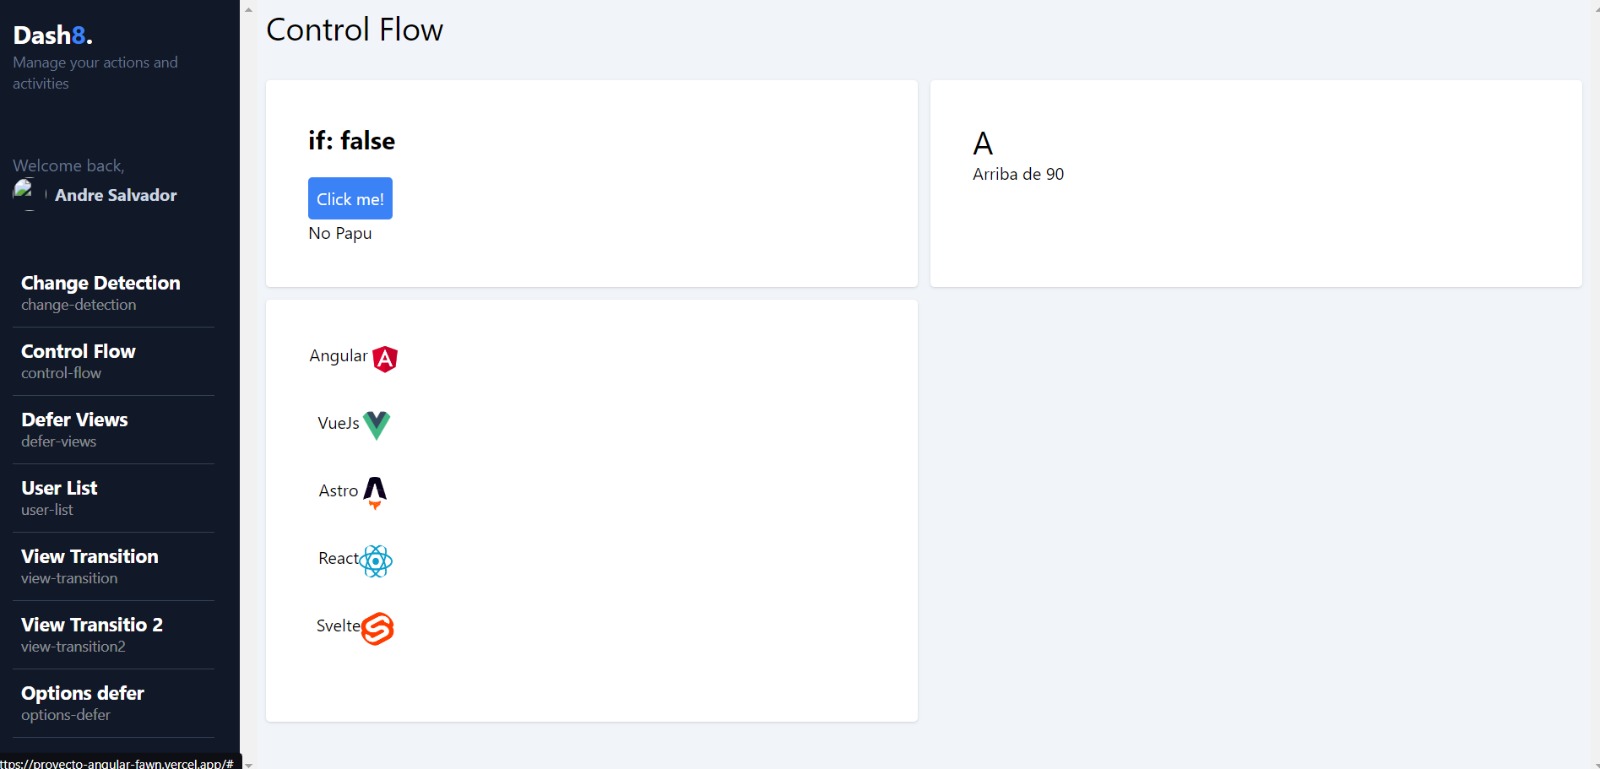 Dash8.
Manage your actions and
activities
Welcome back,
Andre Salvador
Change Detection
change-detection
Control Flow
control-flow
Defer Views
defer-views
User List
user-list
View Transition
view-transition
View Transitio 2
view-transition2
Options defer
options-defer
ttps://proyecto-angular-fawn.vercel.app/#
Control Flow
if: false
Click me!
No Papu
A
Arriba de 90
Angular
VueJs
Astro
React
Svelte